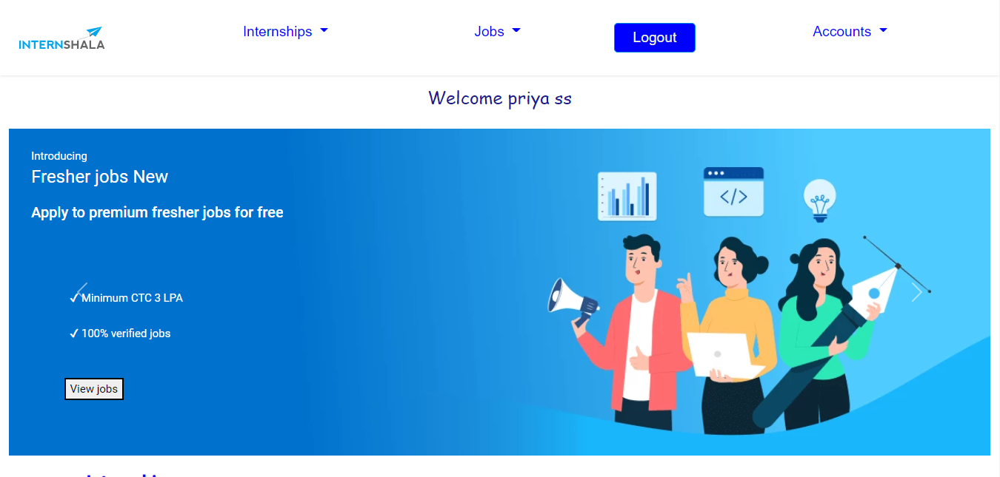 INTERNSHALA
Internships
Jobs
Logout
Accounts
Welcome priya ss
Introducing
Fresher jobs New
Apply to premium fresher jobs for free
</>
✓ Minimum CTC 3 LPA
✓ 100% verified jobs
View jobs